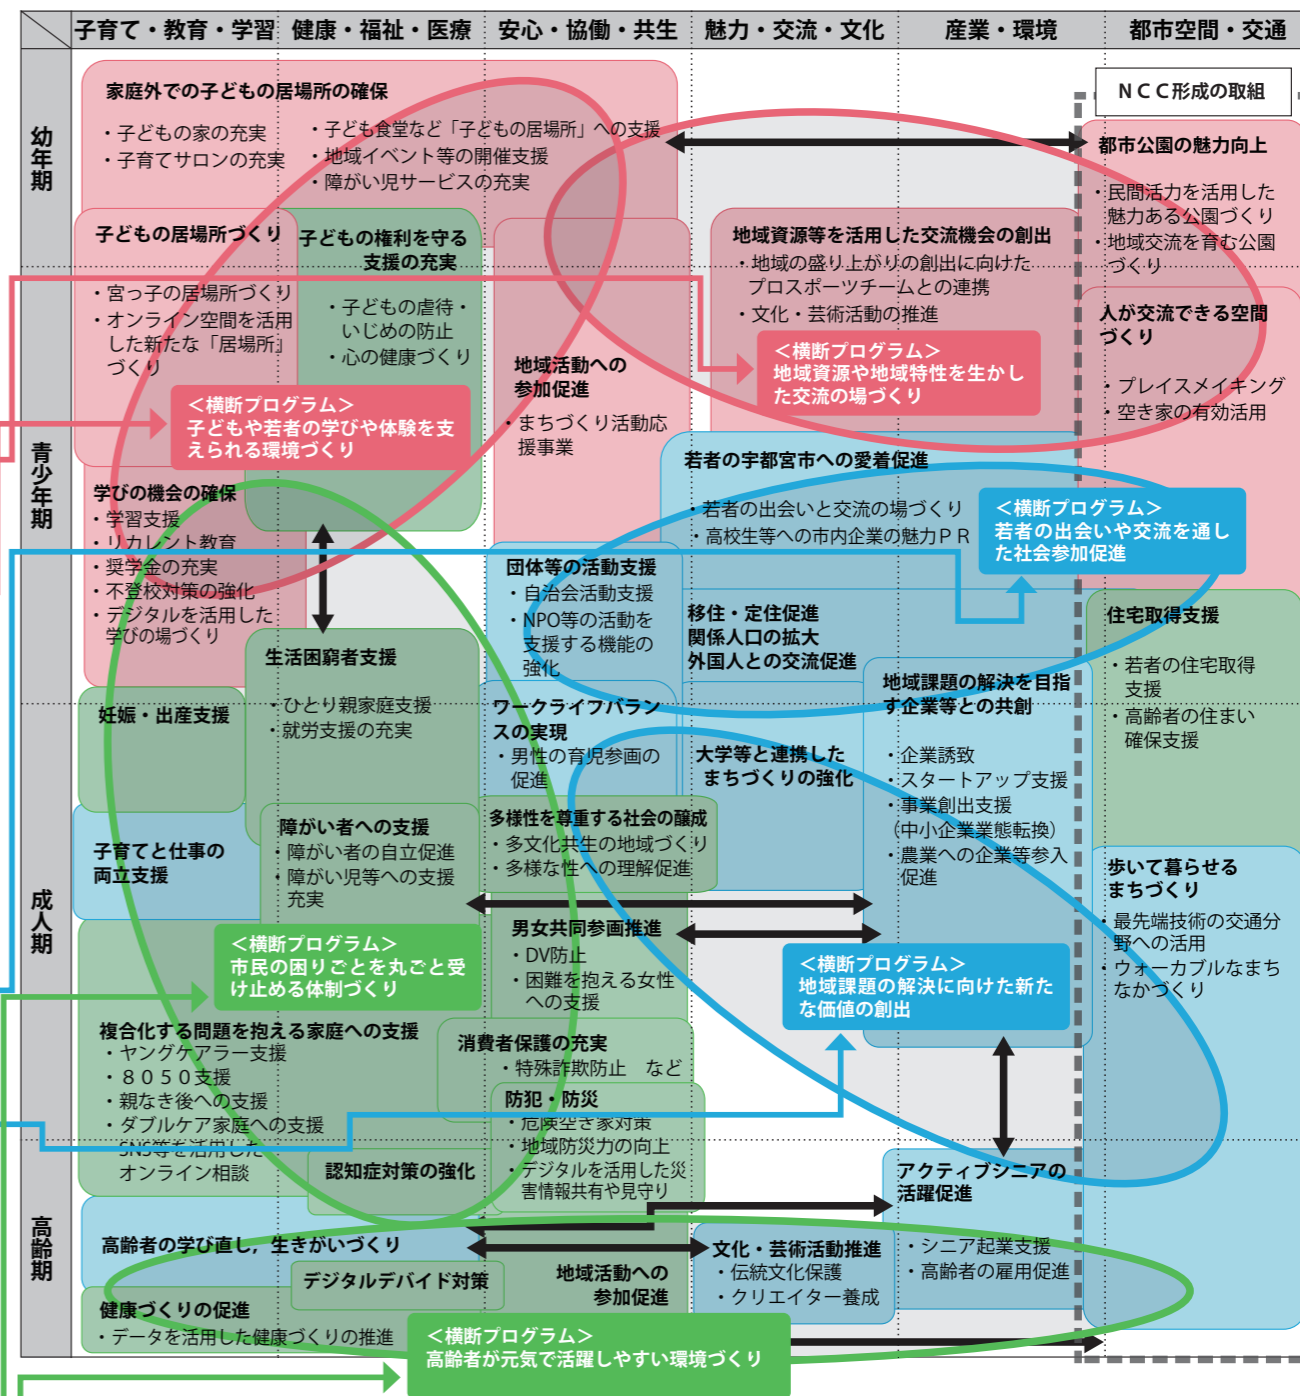 子育て・教育・学習
健康・福祉・医療
安心・協働・共生
魅力・交流・文化
産業・環境
都市空間・交通
幼年期
青少年期
成人期
高齢期
NCC形成の取組
家庭外での子どもの居場所の確保
・子どもの家の充実
・子育てサロンの充実
・子ども食堂など「子どもの居場所」への支援
・地域イベント等の開催支援
・障がい児サービスの充実
都市公園の魅力向上
・民間活力を活用した
魅力ある公園づくり
・地域交流を育む公園
づくり
子どもの居場所づくり
・宮っ子の居場所づくり
・オンライン空間を活用
した新たな「居場所」
づくり
子どもの権利を守る
支援の充実
・子どもの虐待・
いじめの防止
・心の健康づくり
地域資源等を活用した交流機会の創出
・地域の盛り上がりの創出に向けた
プロスポーツチームとの連携
・文化・芸術活動の推進
人が交流できる空間
づくり
・プレイスメイキング
・空き家の有効活用
<横断プログラム>
地域資源や地域特性を生かし
た交流の場づくり
地域活動への
参加促進
・まちづくり活動応
援事業
<横断プログラム>
子どもや若者の学びや体験を支
えられる環境づくり
学びの機会の確保
・学習支援
・リカレント教育
・奨学金の充実
・不登校対策の強化
・デジタルを活用した
学びの場づくり
若者の宇都宮市への愛着促進
・若者の出会いと交流の場づくり
・高校生等への市内企業の魅力PR
<横断プログラム>
若者の出会いや交流を通し
た社会参加促進
団体等の活動支援
・自治会活動支援
・NPO等の活動を
支援する機能の
強化
移住・定住促進
関係人口の拡大
外国人との交流促進
住宅取得支援
・若者の住宅取得
支援
・高齢者の住まい
確保支援
生活困窮者支援
・ひとり親家庭支援
・就労支援の充実
妊娠・出産支援
ワークライフバラン
スの実現
・男性の育児参画の
促進
大学等と連携した
まちづくりの強化
地域課題の解決を目指
す企業等との共創
・企業誘致
・スタートアップ支援
・事業創出支援
(中小企業業態転換)
・農業への企業等参入
促進
子育てと仕事の
両立支援
障がい者への支援
・障がい者の自立促進
・障がい児等への支援
充実
多様性を尊重する社会の醸成
・多文化共生の地域づくり
・多様な性への理解促進
歩いて暮らせる
まちづくり
・最先端技術の交通分
野への活用
・ウォーカブルなまち
なかづくり
男女共同参画推進
・DV防止
・困難を抱える女性
への支援
<横断プログラム>
市民の困りごとを丸ごと受
け止める体制づくり
<横断プログラム>
地域課題の解決に向けた新た
な価値の創出
複合化する問題を抱える家庭への支援
・ヤングケアラー支援
・8050支援
・親なき後への支援
・ダブルケア家庭への支援
SNS等を活用した
オンライン相談
消費者保護の充実
・特殊詐欺防止　など
防犯・防災
・危険空き家対策
・地域防災力の向上
・デジタルを活用した災
害情報共有や見守り
認知症対策の強化
アクティブシニアの
活躍促進
・シニア起業支援
・高齢者の雇用促進
高齢者の学び直し，生きがいづくり
デジタルデバイド対策
地域活動への
参加促進
文化・芸術活動推進
・伝統文化保護
・クリエイター養成
健康づくりの促進
・データを活用した健康づくりの推進
<横断プログラム>
高齢者が元気で活躍しやすい環境づくり